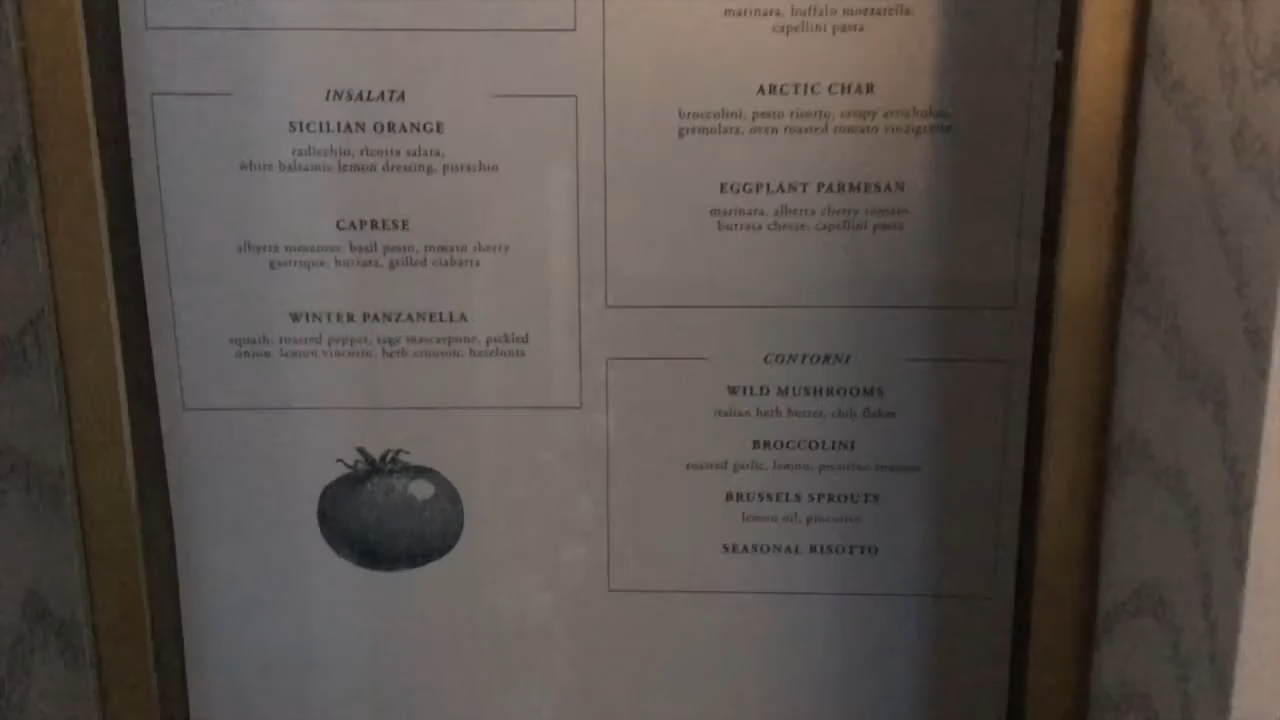 INSALATA
SICILIAN ORANGE
radicchio, ricotta salata,
white balsamic lemon dressing, pistachio
CAPRESE
alberta tomatoes, basil pesto, tomato sherry
gastrique, burrata, grilled ciabatta
WINTER PANZANELLA
squash, roasted pepper, sage mascarpone, pickled
onion, lemon vincotto, herb crouton, hazelnuts
marinara, buffalo mozzarella,
capellini pasta
ARCTIC CHAR
broccolini, pesto risotto, crispy artichokes,
gremolata, oven roasted tomato vinaigrette
EGGPLANT PARMESAN
marinara, alberta cherry tomato
burrata cheese, capellini pasta
CONTORNI
WILD MUSHROOMS
italian herb butter, chili flakes
BROCCOLINI
roasted garlic, lemon, pecorino
BRUSSELS SPROUTS
lemon oil,
SEASONAL RISOTTO